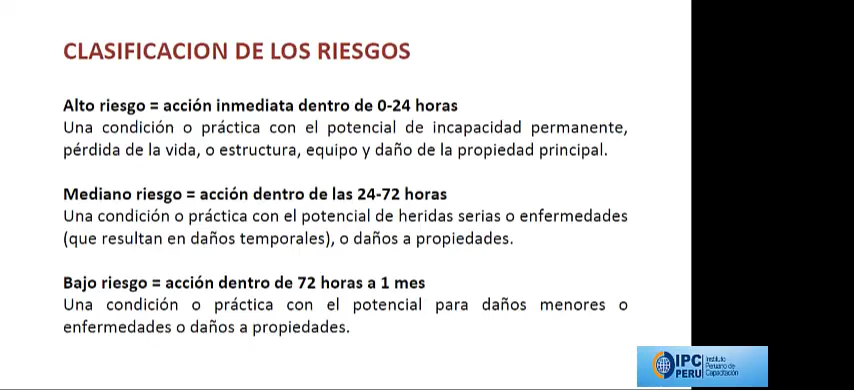 CLASIFICACION DE LOS RIESGOS
Alto riesgo = acción inmediata dentro de 0-24 horas
Una condición o práctica con el potencial de incapacidad permanente,
pérdida de la vida, o estructura, equipo y daño de la propiedad principal.
Mediano riesgo = acción dentro de las 24-72 horas
Una condición o práctica con el potencial de heridas serias o enfermedades
(que resultan en daños temporales), o daños a propiedades.
Bajo riesgo = acción dentro de 72 horas a 1 mes
Una condición o práctica con el potencial para daños menores o
enfermedades o daños a propiedades.
IPC
PERU
Instituto
Peruano de
Capacitación